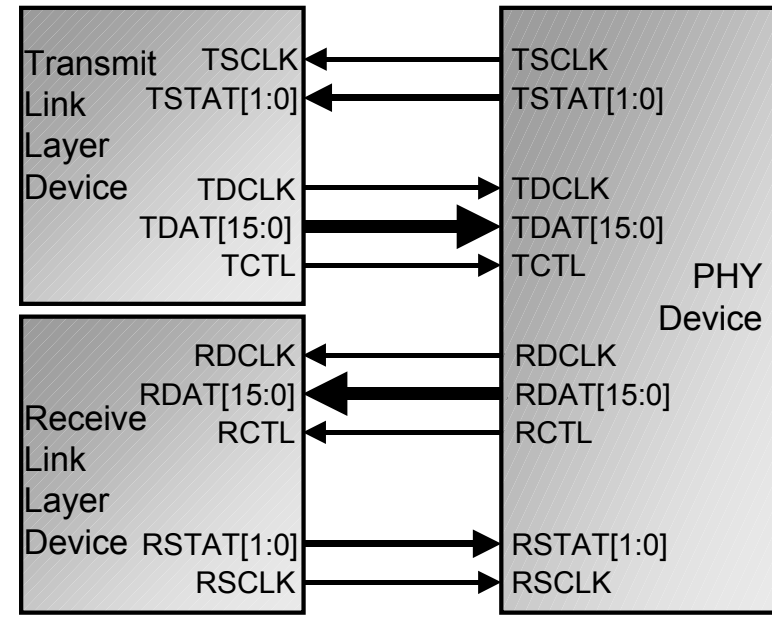 Transmit
Link
Layer
Device
TSCLK
TSTAT[1:0]
TDCLK
TDAT[15:0]
TCTL
Receive
Link
Layer
Device
RDCLK
RDAT[15:0]
RCTL
RSTAT[1:0]
RSCLK
TSCLK
TSTAT[1:0]
TDCLK
TDAT[15:0]
TCTL
PHY
Device
RDCLK
RDAT[15:0]
RCTL
RSTAT[1:0]
RSCLK